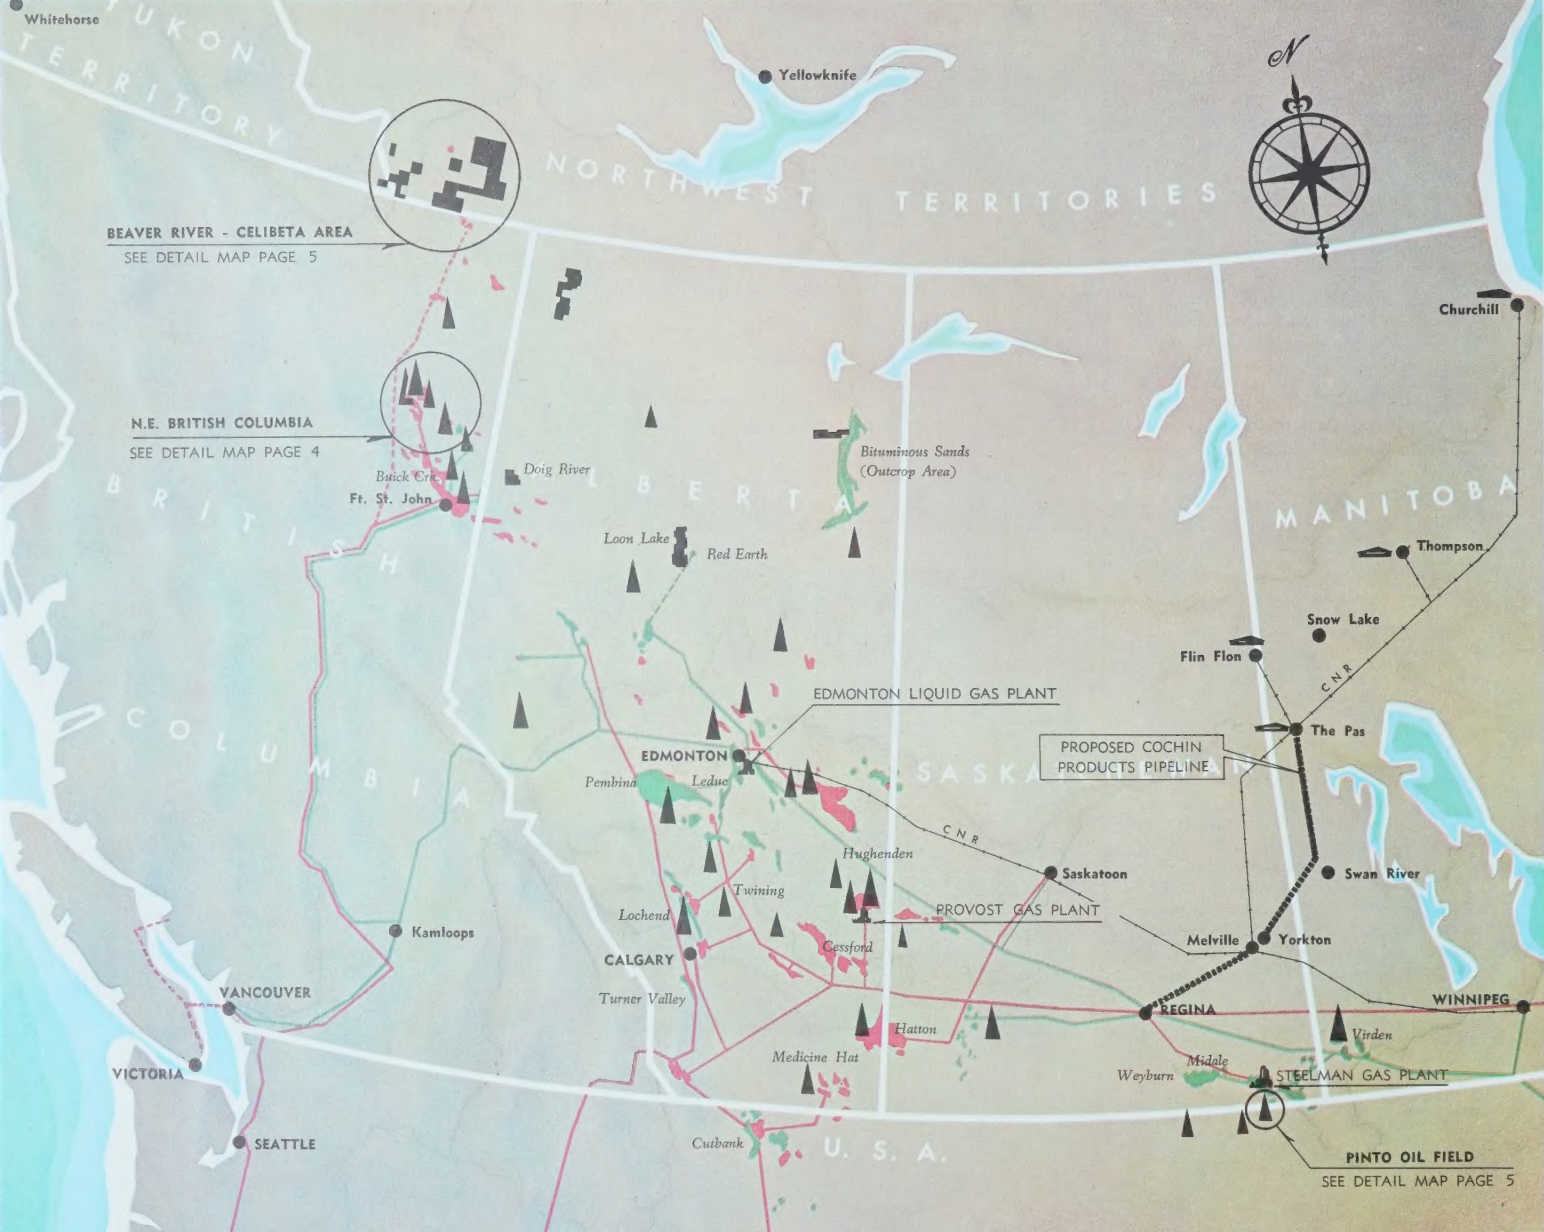 Whitehorse
YUKON
TERRITORY
Yellowknife
N
NORTHWEST TERRITORIES
BEAVER RIVER - CELIBETA AREA
SEE DETAIL MAP PAGE 5
Churchill
N.E. BRITISH COLUMBIA
SEE DETAIL MAP PAGE 4
Bituminous Sands
(Outcrop Area)
Buick Crk.
Doig River
Ft. St. John
BRITISH
LBERTA
MANITOBA
Loon Lake
Red Earth
Thompson
Snow Lake
Flin Flon
CNR
EDMONTON LIQUID GAS PLANT
The Pas
COLUMBIA
EDMONTON
PROPOSED COCHIN
PRODUCTS PIPELINE
Pembina
Leduc
CNR
Hughenden
Saskatoon
Swan River
Twining
Lochend
PROVOST GAS PLANT
Kamloops
Cessford
Melville
Yorkton
CALGARY
VANCOUVER
Turner Valley
REGINA
WINNIPEG
Hatton
Virden
Medicine Hat
Midale
VICTORIA
Weyburn
STEELMAN GAS PLANT
SEATTLE
Cutbank
U. S. A.
PINTO OIL FIELD
SEE DETAIL MAP PAGE 5